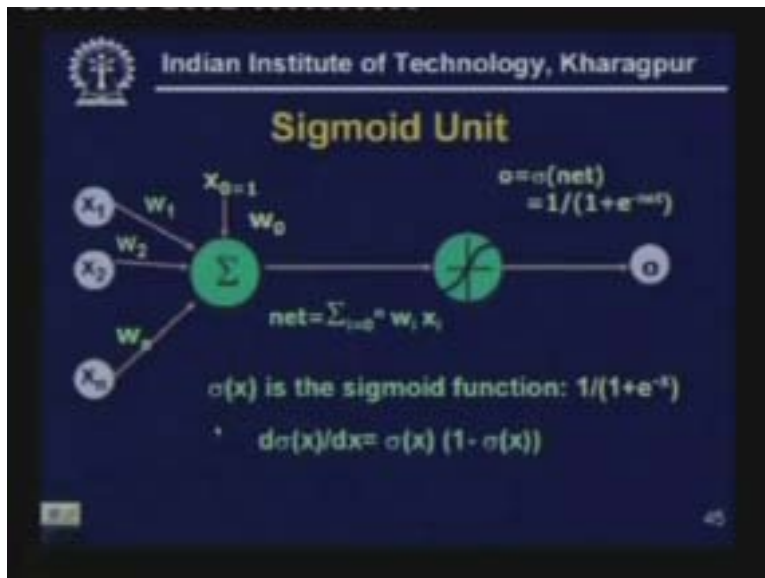 Indian Institute of Technology, Kharagpur
Sigmoid Unit
x₁ w₁ x₀₌₁ w₀ o=σ(net)
=1/(1+e⁻ⁿᵉᵗ)
x₂ w₂ Σ o
net=Σᵢ₌₀ⁿ wᵢ xᵢ
xₙ wₙ
σ(x) is the sigmoid function: 1/(1+e⁻ˣ)
dσ(x)/dx= σ(x) (1- σ(x))
45